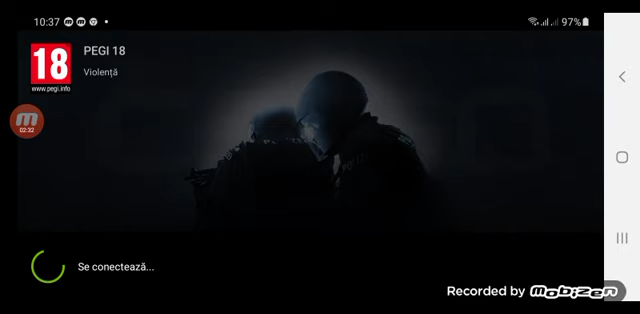 10:37
97%
18
www.pegi.info
PEGI 18
Violență
02:32
Se conectează...
Recorded by Mobizen